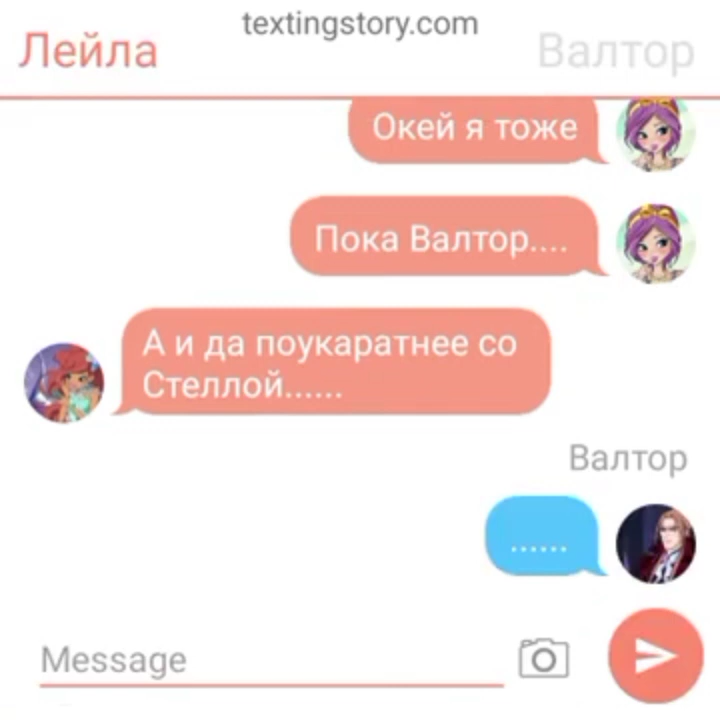 textingstory.com
Лейла
Валтор
Окей я тоже
Пока Валтор....
А и да поукаратнее со
Стеллой......
Валтор
......
Message